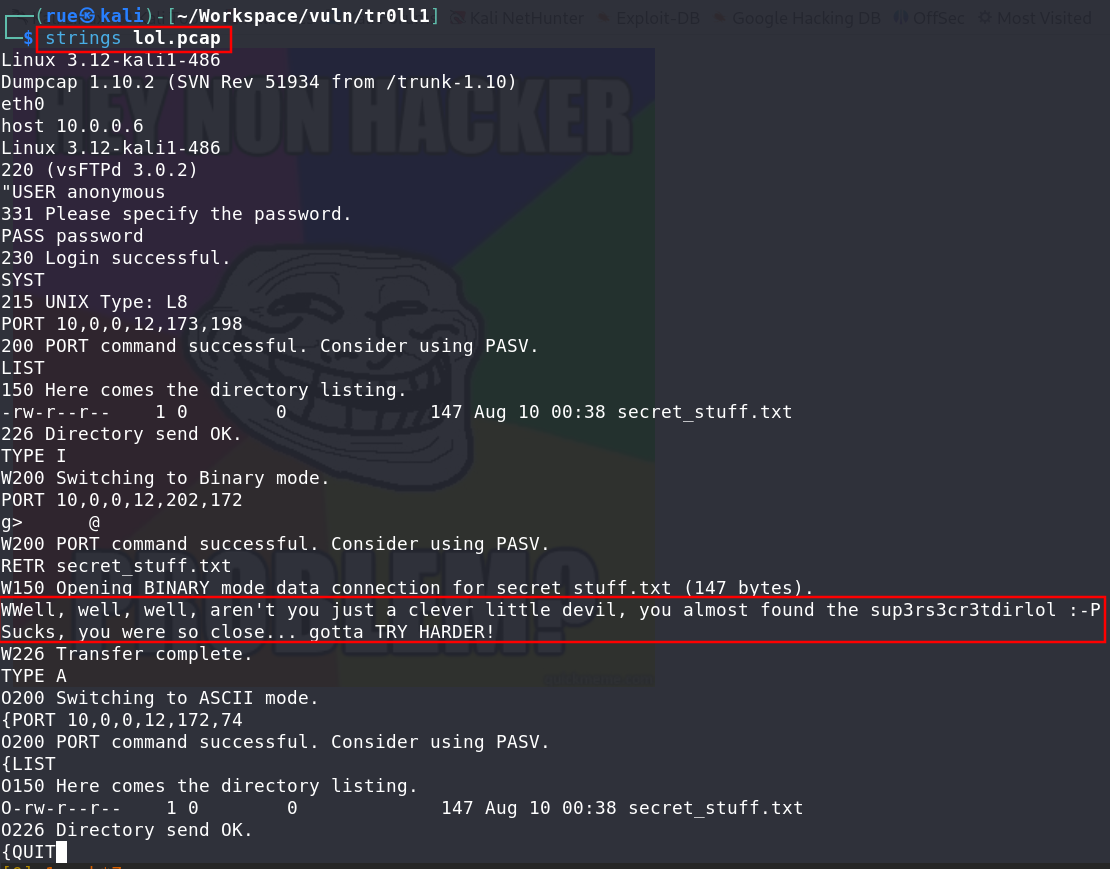 (rue㉿kali)-[~/Workspace/vuln/tr0ll1]
Kali NetHunter Exploit-DB Google Hacking DB OffSec Most Visited
$ strings lol.pcap
Linux 3.12-kali1-486
Dumpcap 1.10.2 (SVN Rev 51934 from /trunk-1.10)
eth0
host 10.0.0.6
HEY NON HACKER
Linux 3.12-kali1-486
220 (vsFTPd 3.0.2)
"USER anonymous
331 Please specify the password.
PASS password
230 Login successful.
SYST
215 UNIX Type: L8
PORT 10,0,0,12,173,198
200 PORT command successful. Consider using PASV.
LIST
150 Here comes the directory listing.
-rw-r--r--    1 0        0             147 Aug 10 00:38 secret_stuff.txt
226 Directory send OK.
TYPE I
W200 Switching to Binary mode.
PORT 10,0,0,12,202,172
g>      @
W200 PORT command successful. Consider using PASV.
RETR secret_stuff.txt
W150 Opening BINARY mode data connection for secret_stuff.txt (147 bytes).
PROBLEM?
WWell, well, well, aren't you just a clever little devil, you almost found the sup3rs3cr3tdirlol :-P
Sucks, you were so close... gotta TRY HARDER!
W226 Transfer complete.
TYPE A
O200 Switching to ASCII mode.
{PORT 10,0,0,12,172,74
O200 PORT command successful. Consider using PASV.
{LIST
O150 Here comes the directory listing.
O-rw-r--r--    1 0        0             147 Aug 10 00:38 secret_stuff.txt
O226 Directory send OK.
{QUIT